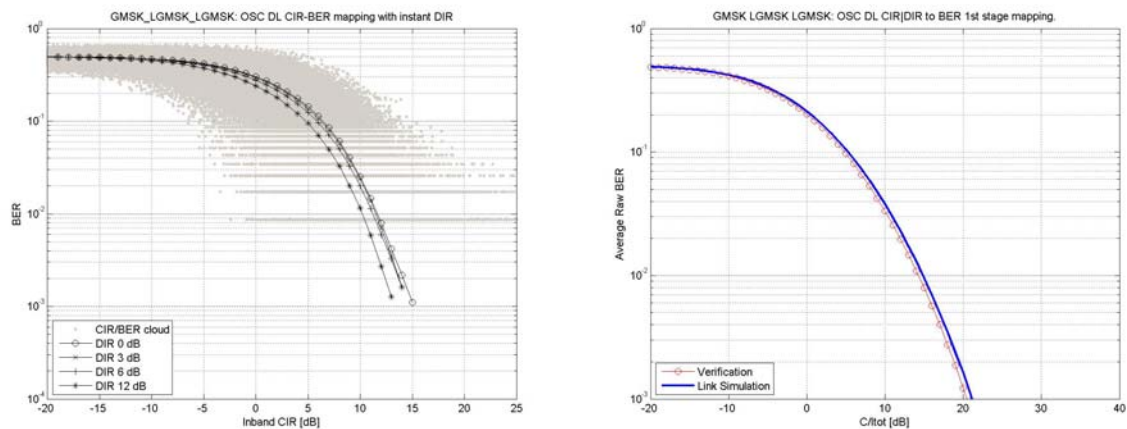 GMSK_LGMSK_LGMSK: OSC DL CIR-BER mapping with instant DIR
BER
10^0
10^-1
10^-2
10^-3
10^-4
CIR/BER cloud
DIR 0 dB
DIR 3 dB
DIR 6 dB
DIR 12 dB
-20 -15 -10 -5 0 5 10 15 20 25
Inband CIR [dB]
GMSK LGMSK LGMSK: OSC DL CIR|DIR to BER 1st stage mapping.
Average Raw BER
10^0
10^-1
10^-2
10^-3
Verification
Link Simulation
-20 -10 0 10 20 30 40
C/Itot [dB]